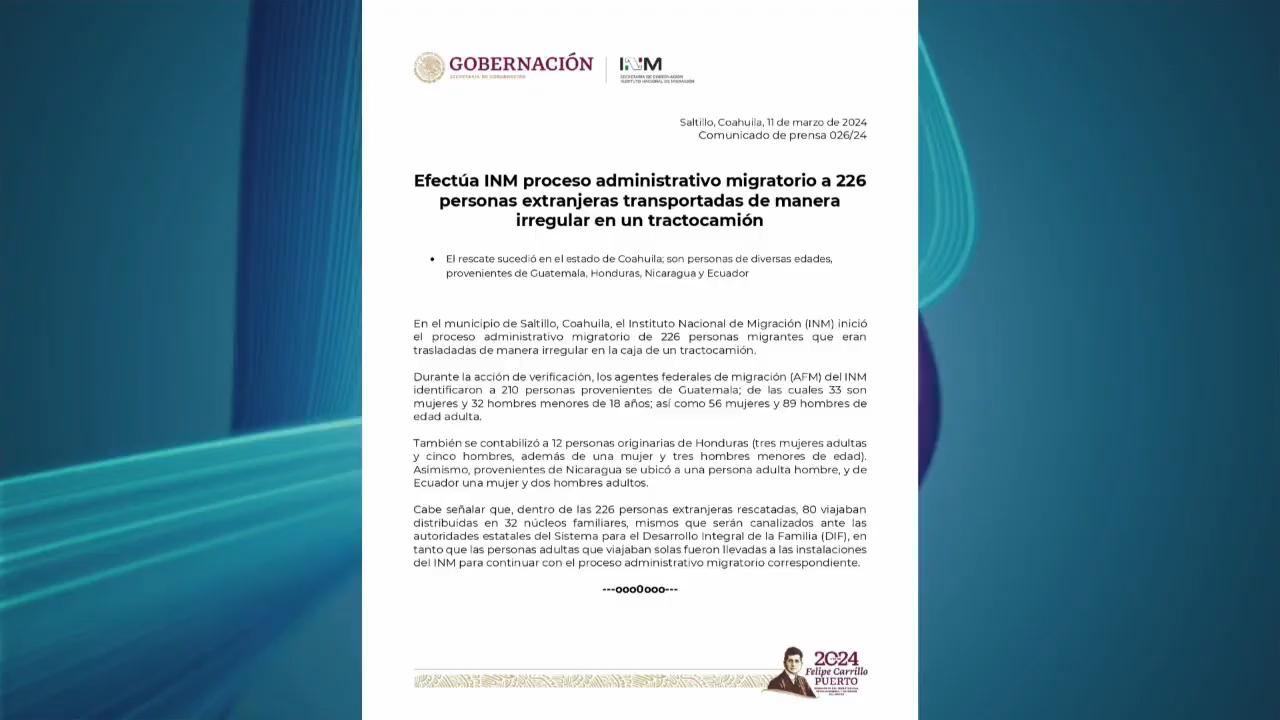 GOBERNACIÓN
SECRETARÍA DE GOBERNACIÓN
INM
SECRETARÍA DE GOBERNACIÓN
INSTITUTO NACIONAL DE MIGRACIÓN
Saltillo, Coahuila, 11 de marzo de 2024
Comunicado de prensa 026/24
Efectúa INM proceso administrativo migratorio a 226
personas extranjeras transportadas de manera
irregular en un tractocamión
• El rescate sucedió en el estado de Coahuila; son personas de diversas edades,
provenientes de Guatemala, Honduras, Nicaragua y Ecuador
En el municipio de Saltillo, Coahuila, el Instituto Nacional de Migración (INM) inició
el proceso administrativo migratorio de 226 personas migrantes que eran
trasladadas de manera irregular en la caja de un tractocamión.
Durante la acción de verificación, los agentes federales de migración (AFM) del INM
identificaron a 210 personas provenientes de Guatemala; de las cuales 33 son
mujeres y 32 hombres menores de 18 años; así como 56 mujeres y 89 hombres de
edad adulta.
También se contabilizó a 12 personas originarias de Honduras (tres mujeres adultas
y cinco hombres, además de una mujer y tres hombres menores de edad).
Asimismo, provenientes de Nicaragua se ubicó a una persona adulta hombre, y de
Ecuador una mujer y dos hombres adultos.
Cabe señalar que, dentro de las 226 personas extranjeras rescatadas, 80 viajaban
distribuidas en 32 núcleos familiares, mismos que serán canalizados ante las
autoridades estatales del Sistema para el Desarrollo Integral de la Familia (DIF), en
tanto que las personas adultas que viajaban solas fueron llevadas a las instalaciones
del INM para continuar con el proceso administrativo migratorio correspondiente.
---ooo0ooo---
2024
Felipe Carrillo
PUERTO